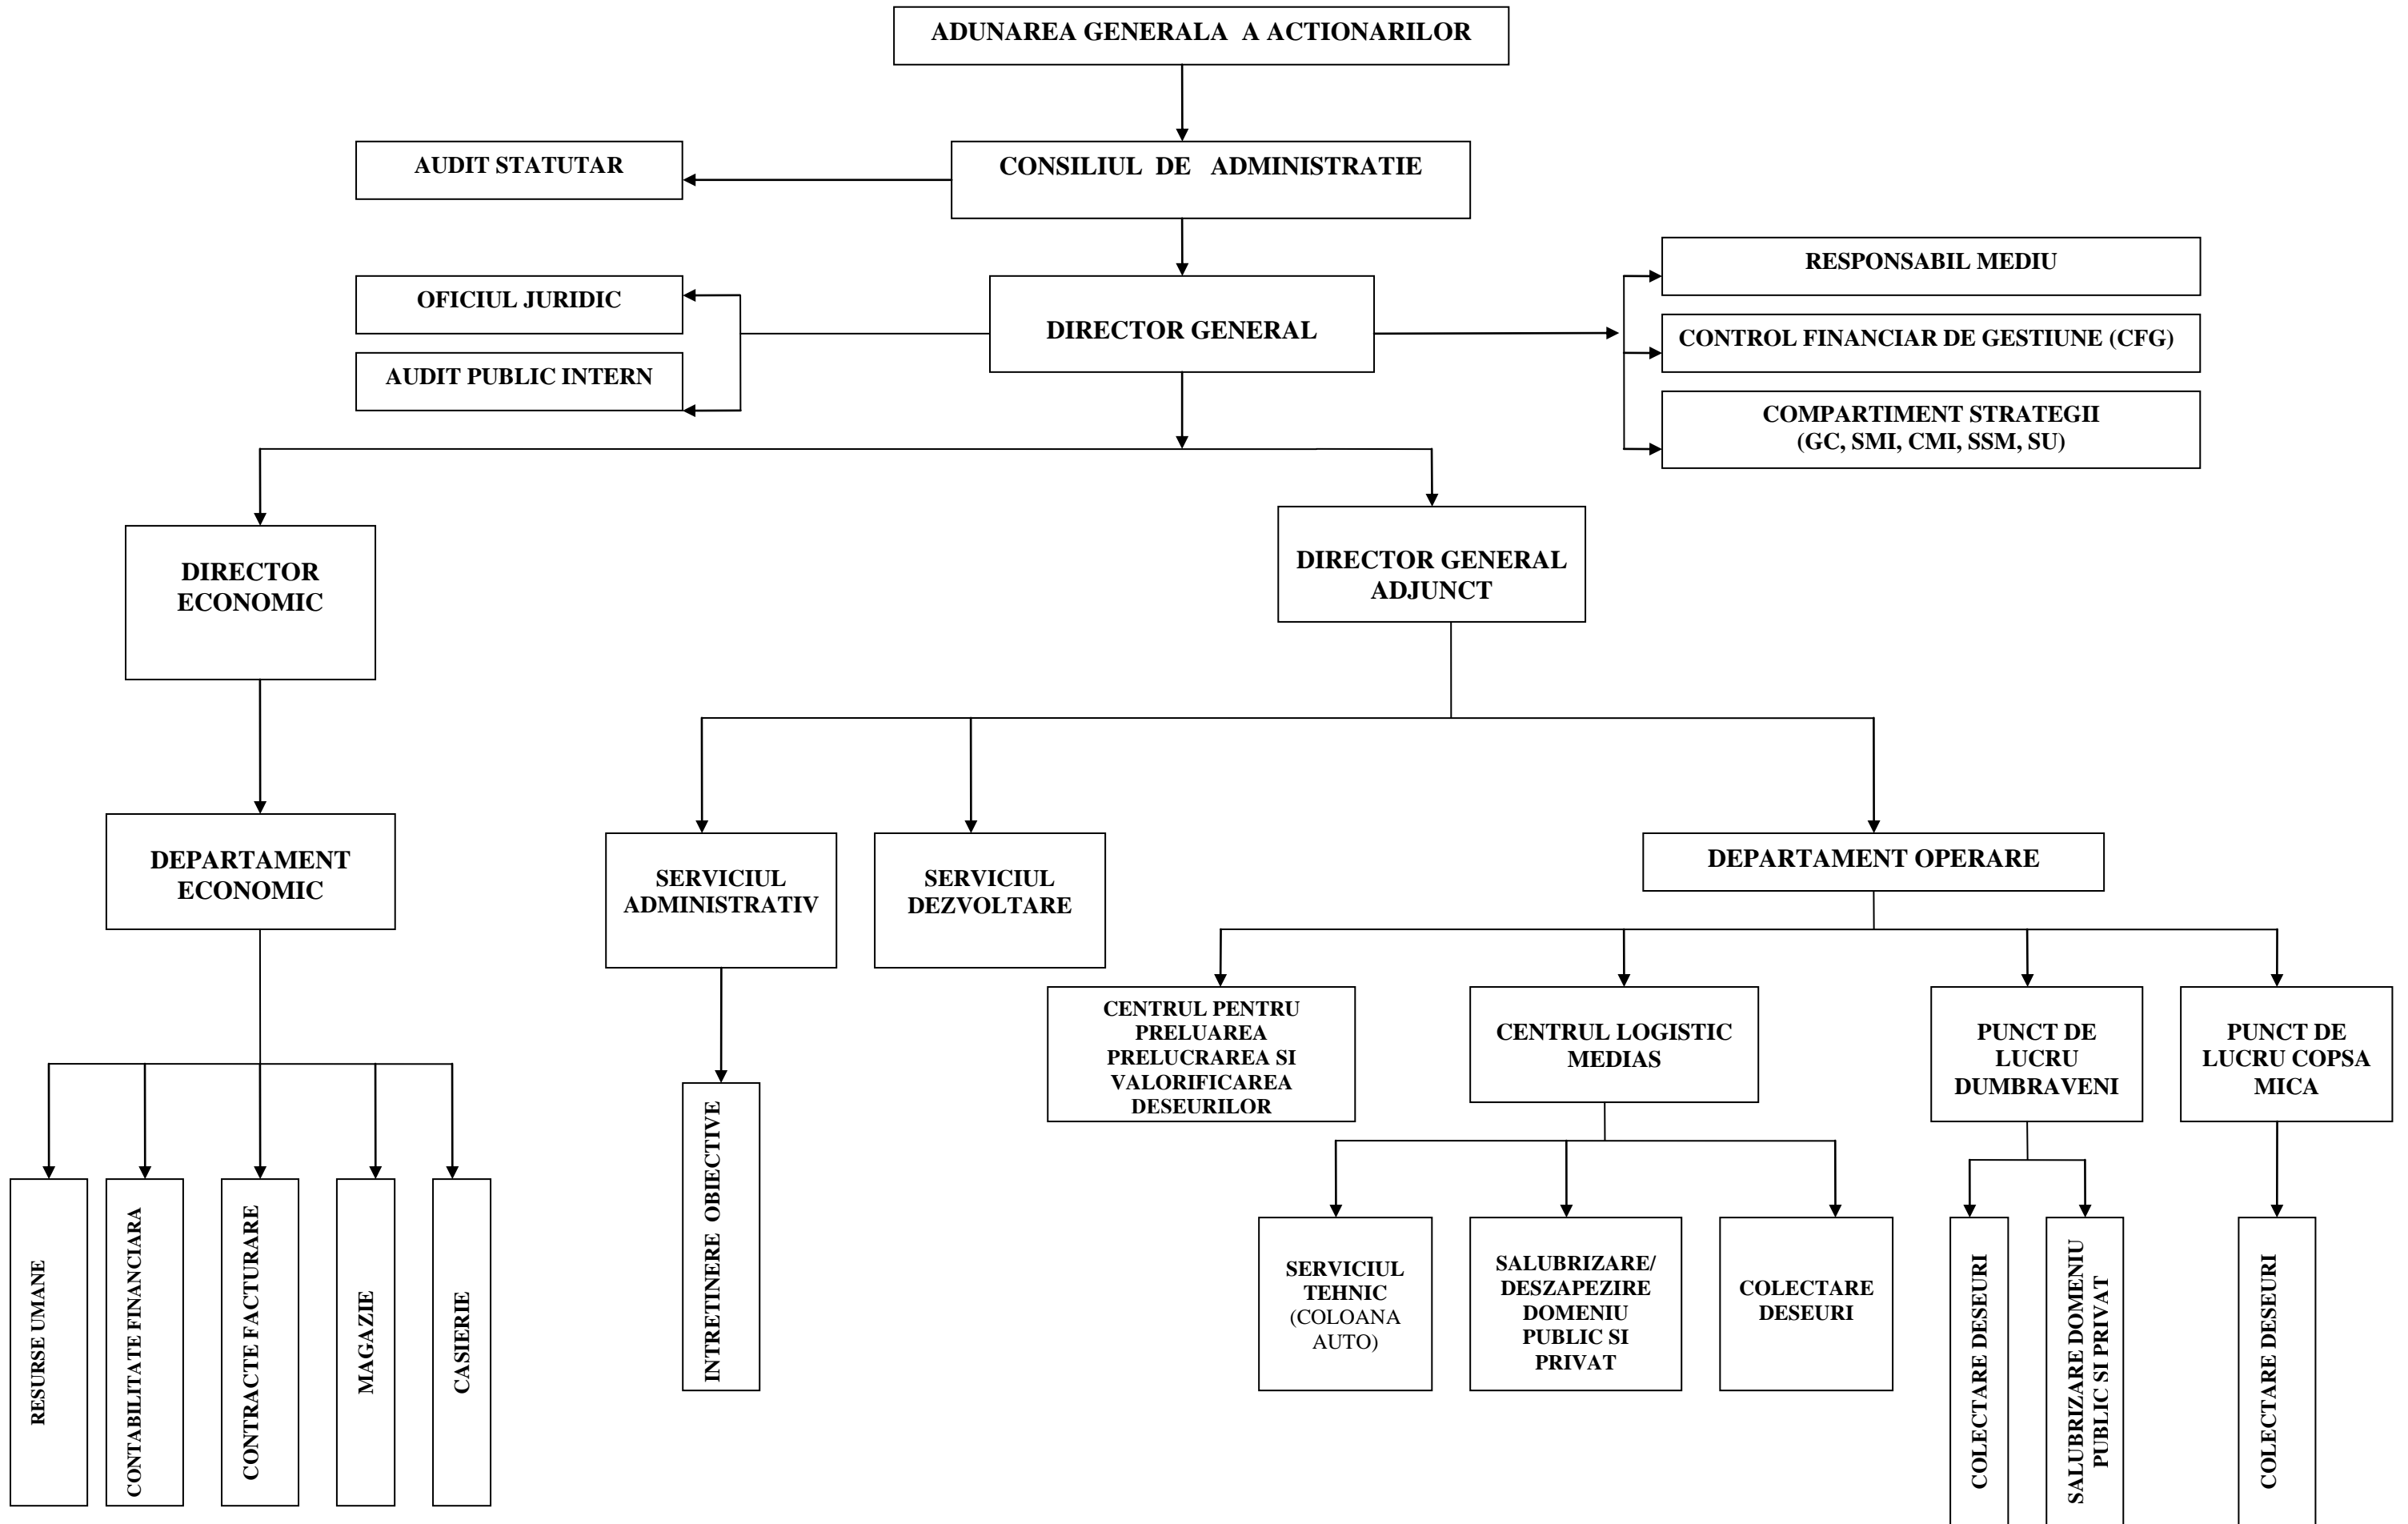 ADUNAREA GENERALA A ACTIONARILOR
AUDIT STATUTAR
CONSILIUL DE ADMINISTRATIE
RESPONSABIL MEDIU
OFICIUL JURIDIC
DIRECTOR GENERAL
CONTROL FINANCIAR DE GESTIUNE (CFG)
AUDIT PUBLIC INTERN
COMPARTIMENT STRATEGII
(GC, SMI, CMI, SSM, SU)
DIRECTOR
ECONOMIC
DIRECTOR GENERAL
ADJUNCT
DEPARTAMENT
ECONOMIC
SERVICIUL
ADMINISTRATIV
SERVICIUL
DEZVOLTARE
DEPARTAMENT OPERARE
CENTRUL PENTRU
PRELUAREA
PRELUCRAREA SI
VALORIFICAREA
DESEURILOR
CENTRUL LOGISTIC
MEDIAS
PUNCT DE
LUCRU
DUMBRAVENI
PUNCT DE
LUCRU COPSA
MICA
RESURSE UMANE
CONTABILITATE FINANCIARA
CONTRACTE FACTURARE
MAGAZIE
CASIERIE
INTRETINERE OBIECTIVE
SERVICIUL
TEHNIC
(COLOANA
AUTO)
SALUBRIZARE/
DESZAPEZIRE
DOMENIU
PUBLIC SI
PRIVAT
COLECTARE
DESEURI
COLECTARE DESEURI
SALUBRIZARE DOMENIU
PUBLIC SI PRIVAT
COLECTARE DESEURI